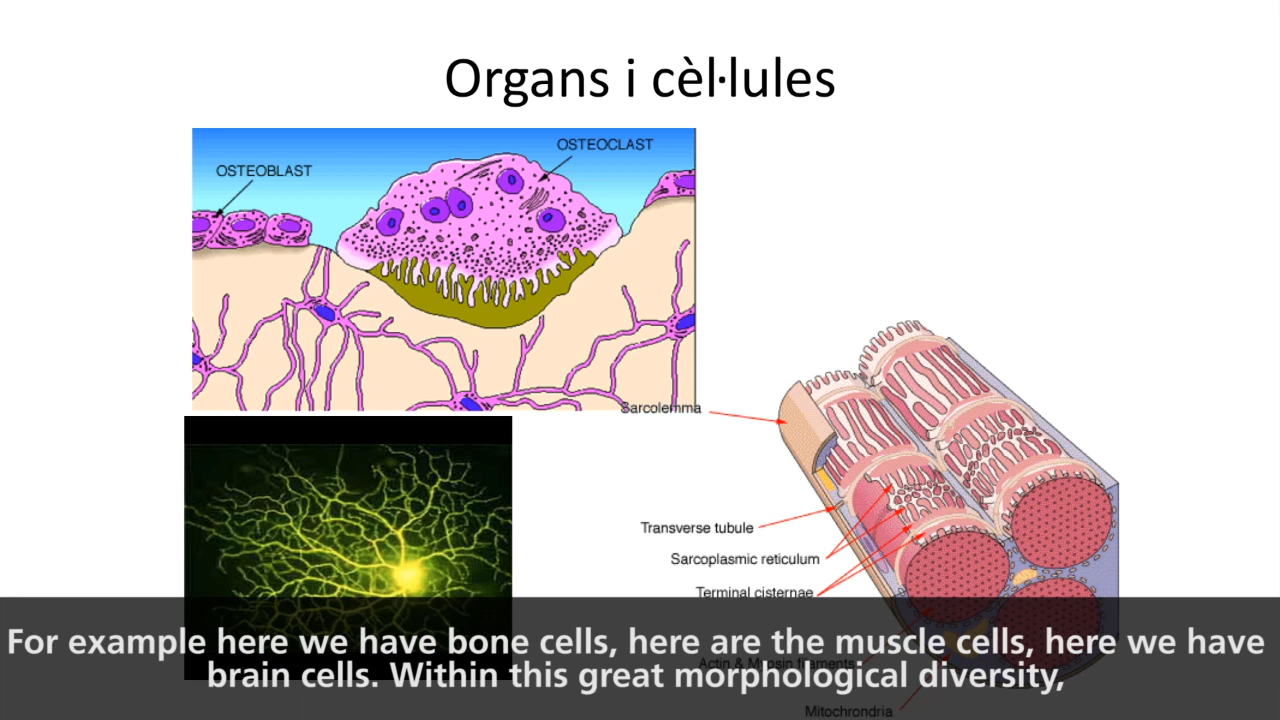 Organs i cèl·lules
OSTEOCLAST
OSTEOBLAST
Sarcolemma
Transverse tubule
Sarcoplasmic reticulum
Terminal cisternae
Actin & Myosin filaments
Mitochrondria
For example here we have bone cells, here are the muscle cells, here we have
brain cells. Within this great morphological diversity,